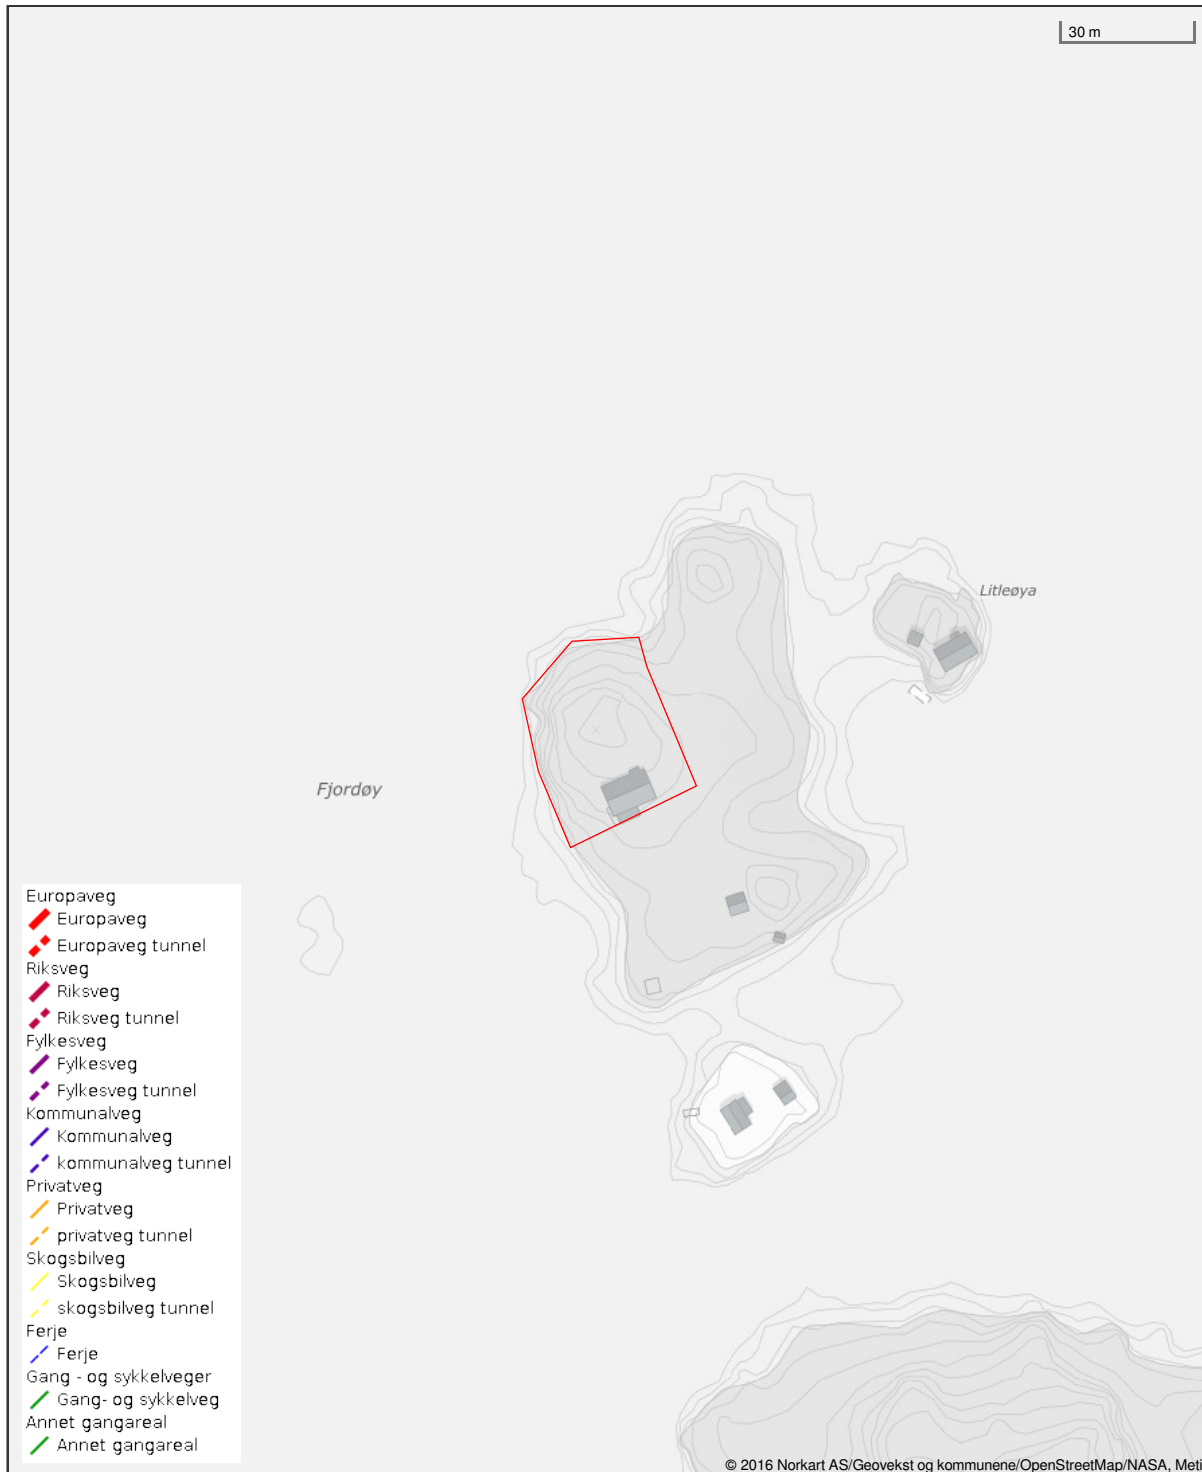 30 m
Litleøya
Fjordøy
Europaveg
Europaveg
Europaveg tunnel
Riksveg
Riksveg
Riksveg tunnel
Fylkesveg
Fylkesveg
Fylkesveg tunnel
Kommunalveg
Kommunalveg
kommunalveg tunnel
Privatveg
Privatveg
privatveg tunnel
Skogsbilveg
Skogsbilveg
skogsbilveg tunnel
Ferje
Ferje
Gang - og sykkelveger
Gang- og sykkelveg
Annet gangareal
Annet gangareal
© 2016 Norkart AS/Geovekst og kommunene/OpenStreetMap/NASA, Meti